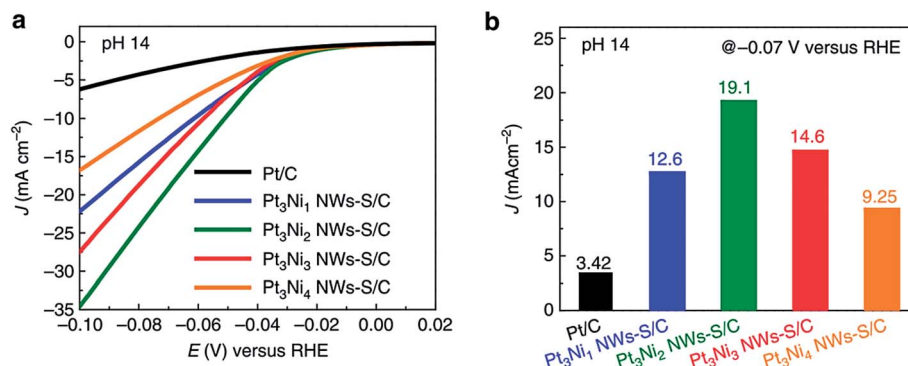 a
pH 14
0
−5
−10
−15
−20
−25
−30
−35
J (mA cm⁻²)
Pt/C
Pt₃Ni₁ NWs-S/C
Pt₃Ni₂ NWs-S/C
Pt₃Ni₃ NWs-S/C
Pt₃Ni₄ NWs-S/C
−0.10 −0.08 −0.06 −0.04 −0.02 0.00 0.02
E (V) versus RHE
b
pH 14
@−0.07 V versus RHE
25
20
15
10
5
0
J (mAcm⁻²)
3.42
12.6
19.1
14.6
9.25
Pt/C
Pt₃Ni₁ NWs-S/C
Pt₃Ni₂ NWs-S/C
Pt₃Ni₃ NWs-S/C
Pt₃Ni₄ NWs-S/C